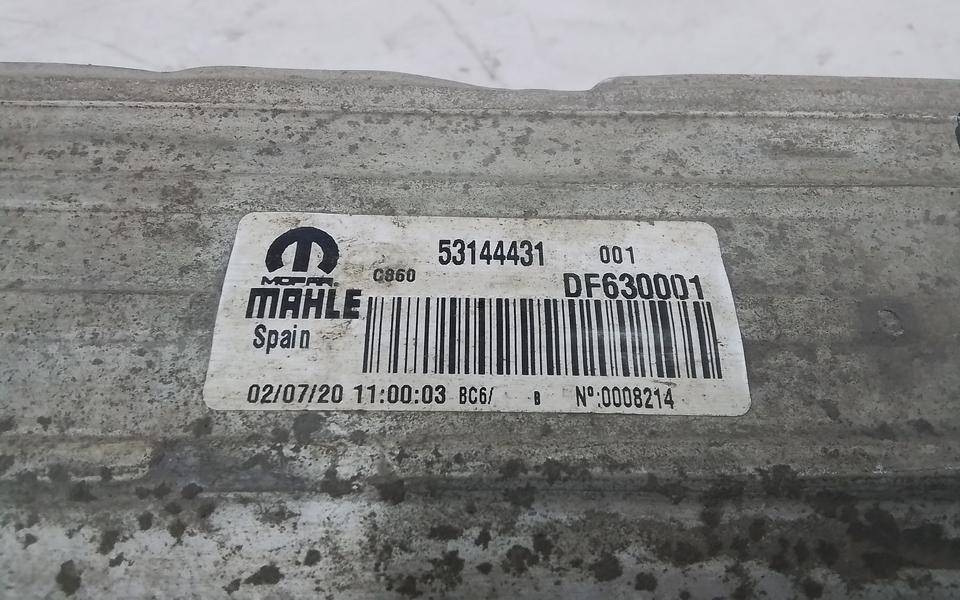 53144431 001
MOPAR C860 DF630001
MAHLE
Spain
02/07/20 11:00:03 BC6/ B Nº:0008214